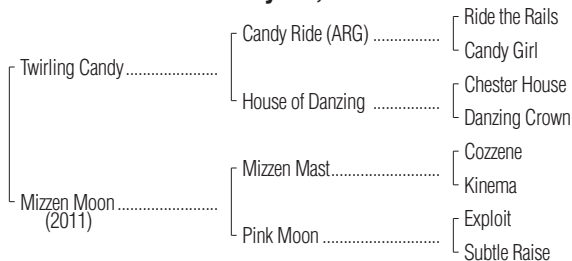 Ride the Rails
Candy Ride (ARG) ................
Candy Girl
Twirling Candy ......................
Chester House
House of Danzing ................
Danzing Crown
Cozzene
Mizzen Mast..........................
Kinema
Mizzen Moon ........................
(2011)
Exploit
Pink Moon ............................
Subtle Raise